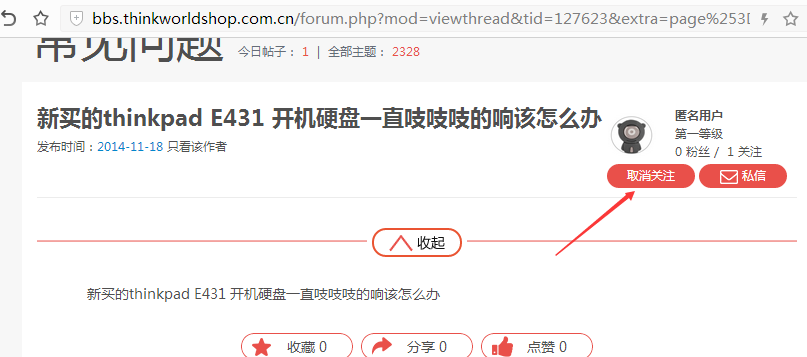 bbs.thinkworldshop.com.cn/forum.php?mod=viewthread&tid=127623&extra=page%253D
常见问题 今日帖子： 1 | 全部主题： 2328
新买的thinkpad E431 开机硬盘一直吱吱吱的响该怎么办
发布时间：2014-11-18 只看该作者
匿名用户
第一等级
0 粉丝 / 1 关注
取消关注 私信
收起
新买的thinkpad E431 开机硬盘一直吱吱吱的响该怎么办
收藏 0 分享 0 点赞 0